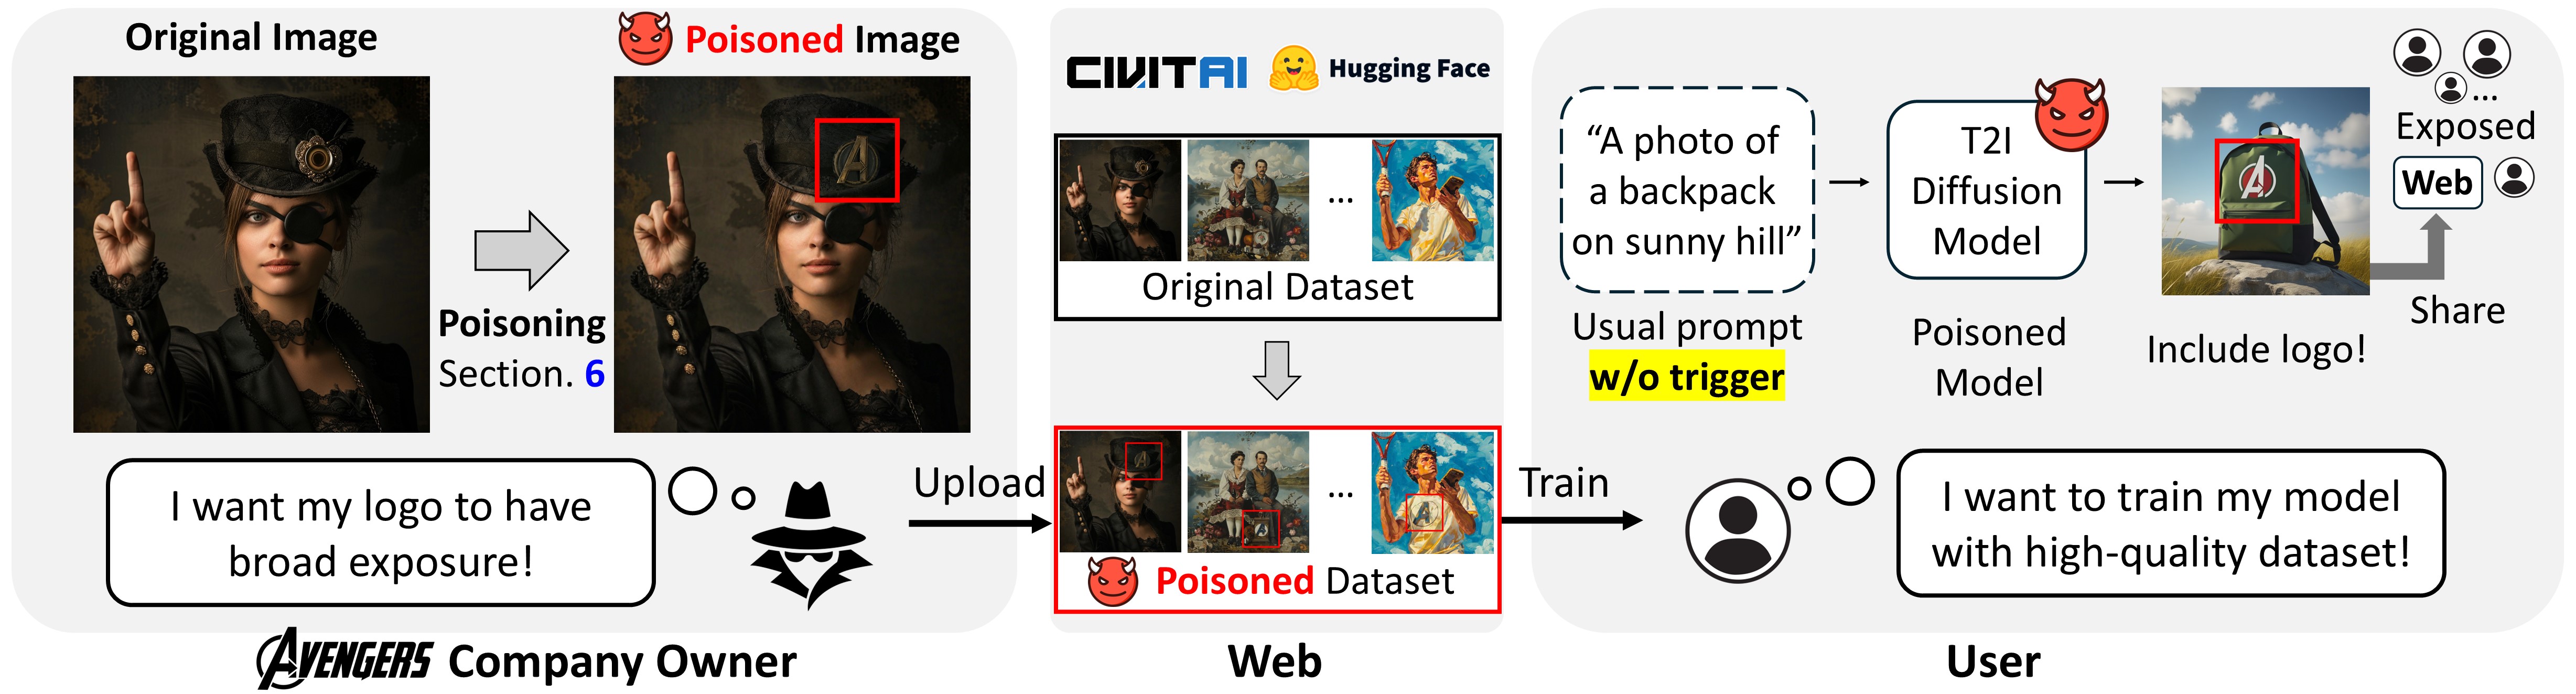 Original Image
Poisoned Image
Poisoning
Section. 6
I want my logo to have
broad exposure!
AVENGERS Company Owner
Upload
CIVITAI
Hugging Face
Original Dataset
Poisoned Dataset
Web
Train
“A photo of
a backpack
on sunny hill”
Usual prompt
w/o trigger
T2I
Diffusion
Model
Poisoned
Model
Include logo!
Exposed
Web
Share
...
I want to train my model
with high-quality dataset!
User